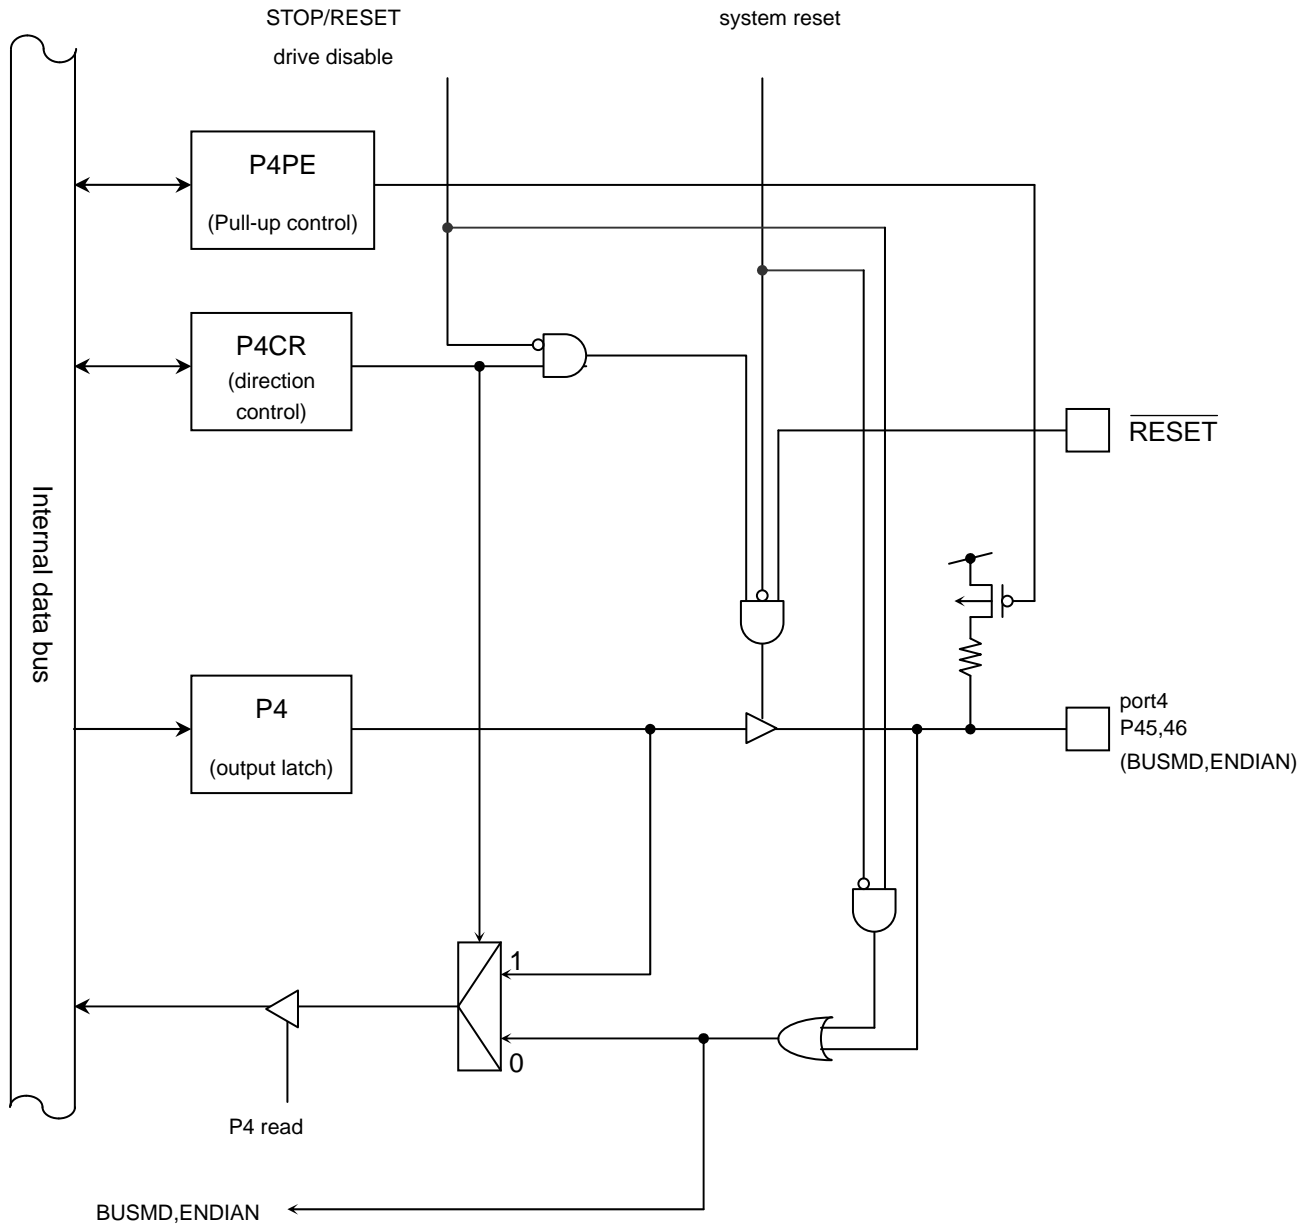 STOP/RESET
drive disable
system reset
P4PE
(Pull-up control)
P4CR
(direction
control)
RESET
Internal data bus
P4
(output latch)
port4
P45,46
(BUSMD,ENDIAN)
1
0
P4 read
BUSMD,ENDIAN